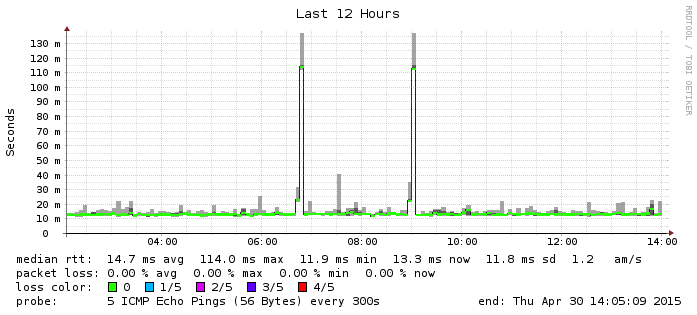 Last 12 Hours
RRDTOOL / TOBI OETIKER
Seconds
130 m
120 m
110 m
100 m
90 m
80 m
70 m
60 m
50 m
40 m
30 m
20 m
10 m
0
04:00 06:00 08:00 10:00 12:00 14:00
median rtt: 14.7 ms avg 114.0 ms max 11.9 ms min 13.3 ms now 11.8 ms sd 1.2 am/s
packet loss: 0.00 % avg 0.00 % max 0.00 % min 0.00 % now
loss color: 0 1/5 2/5 3/5 4/5
probe: 5 ICMP Echo Pings (56 Bytes) every 300s end: Thu Apr 30 14:05:09 2015